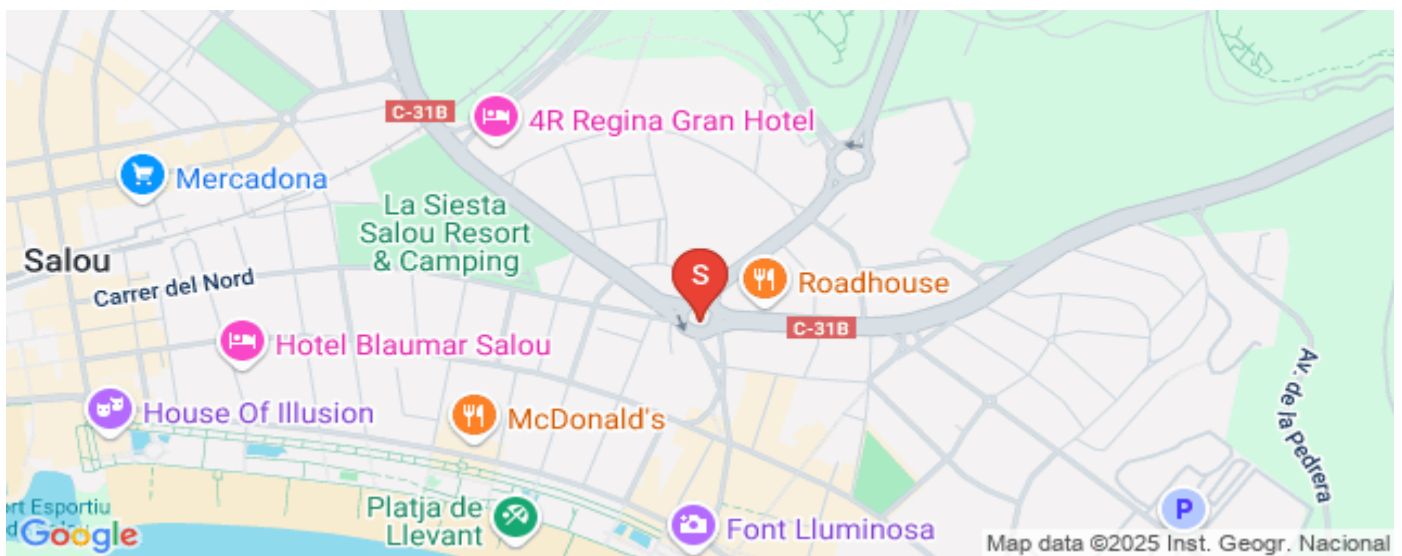 C-31B
4R Regina Gran Hotel
Mercadona
La Siesta
Salou Resort
& Camping
Salou
Carrer del Nord
S
Roadhouse
C-31B
Hotel Blaumar Salou
Av. de la Pedrera
House Of Illusion
McDonald's
rt Esportiu
Platja de
Llevant
P
Font Lluminosa
Google
Map data ©2025 Inst. Geogr. Nacional